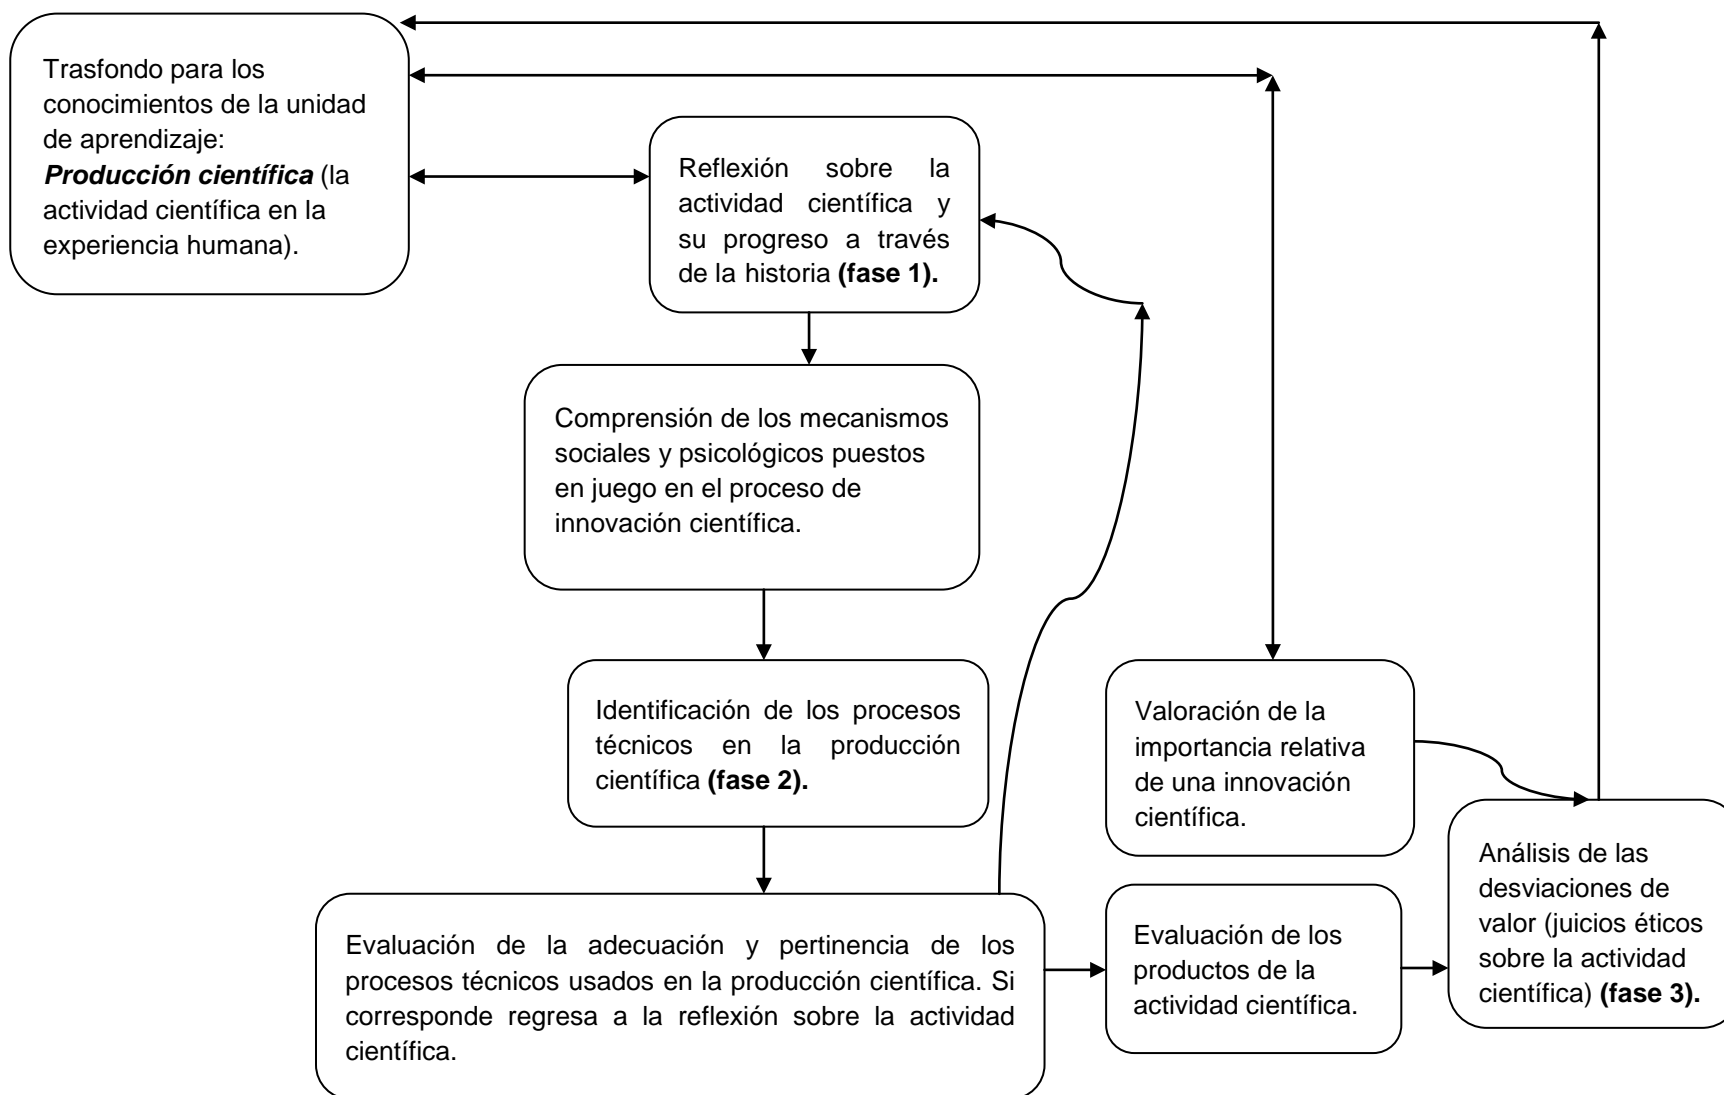 Trasfondo para los
conocimientos de la unidad
de aprendizaje:
Producción científica (la
actividad científica en la
experiencia humana).
Reflexión sobre la
actividad científica y
su progreso a través
de la historia (fase 1).
Comprensión de los mecanismos
sociales y psicológicos puestos
en juego en el proceso de
innovación científica.
Identificación de los procesos
técnicos en la producción
científica (fase 2).
Valoración de la
importancia relativa
de una innovación
científica.
Evaluación de la adecuación y pertinencia de los
procesos técnicos usados en la producción científica. Si
corresponde regresa a la reflexión sobre la actividad
científica.
Evaluación de los
productos de la
actividad científica.
Análisis de las
desviaciones de
valor (juicios éticos
sobre la actividad
científica) (fase 3).